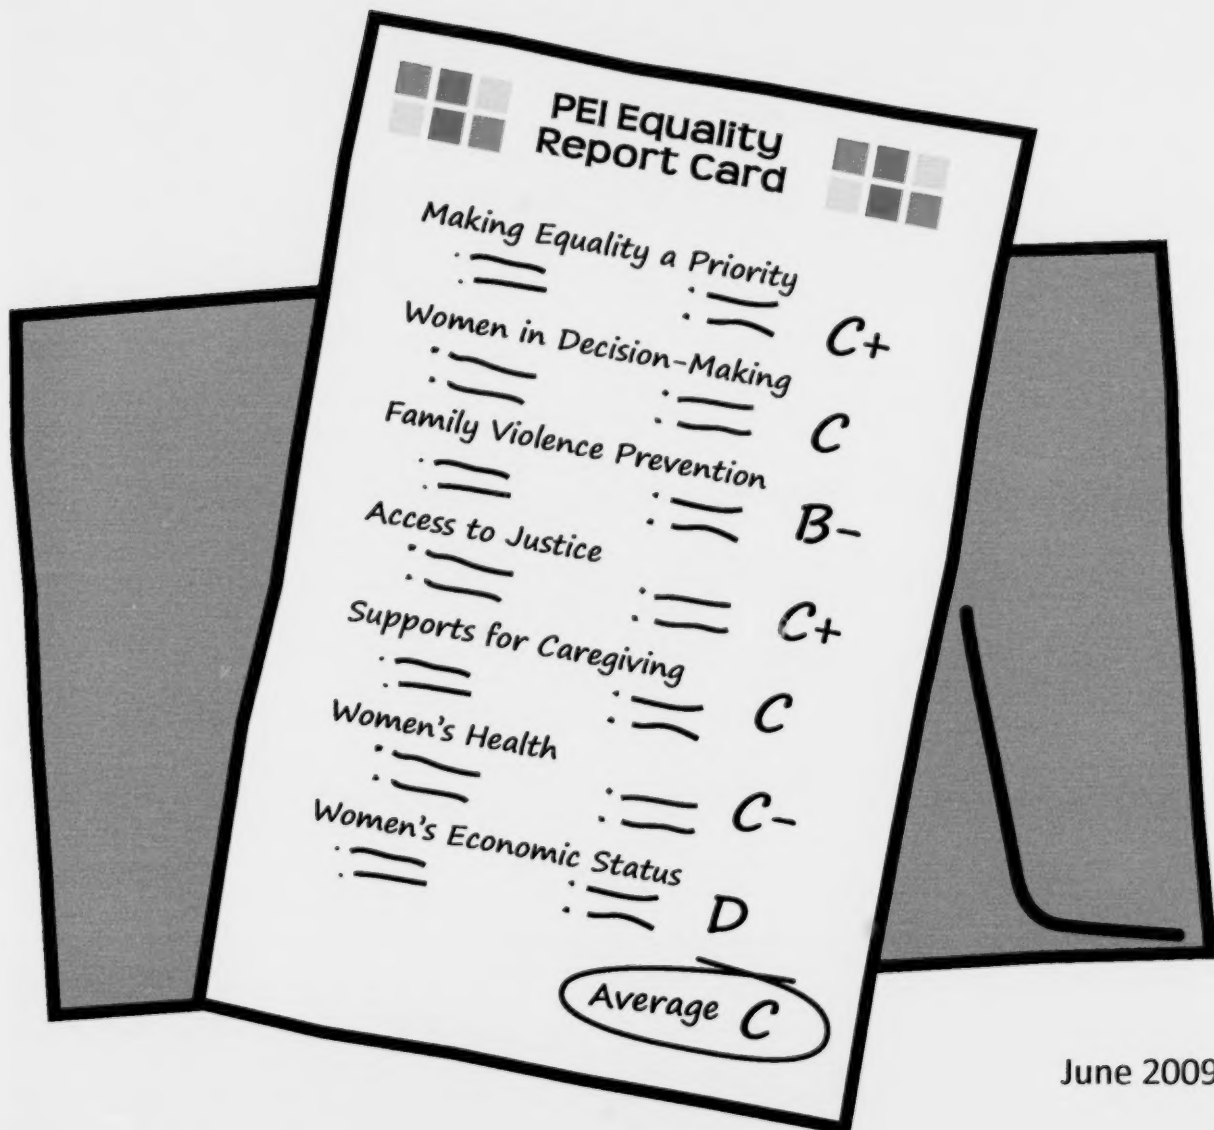 PEI Equality
Report Card
Making Equality a Priority
C+
Women in Decision-Making
C
Family Violence Prevention
B-
Access to Justice
C+
Supports for Caregiving
C
Women's Health
C-
Women's Economic Status
D
Average C
June 2009